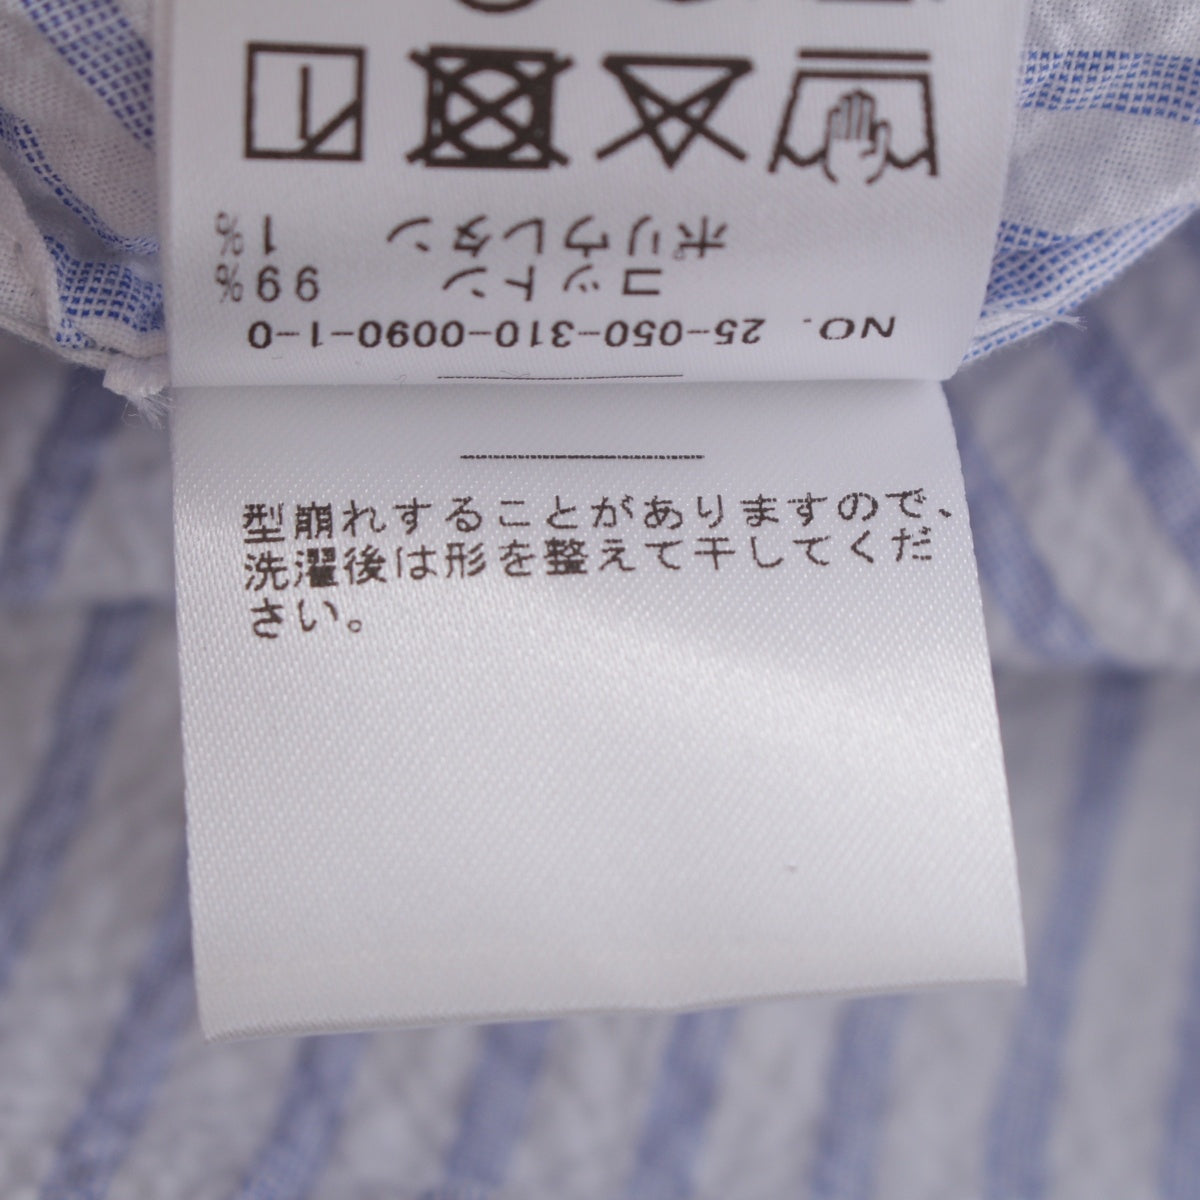 NO. 25-050-310-0090-1-0
コットン 99%
ポリウレタン 1%
型崩れすることがありますので、
洗濯後は形を整えて干してくだ
さい。